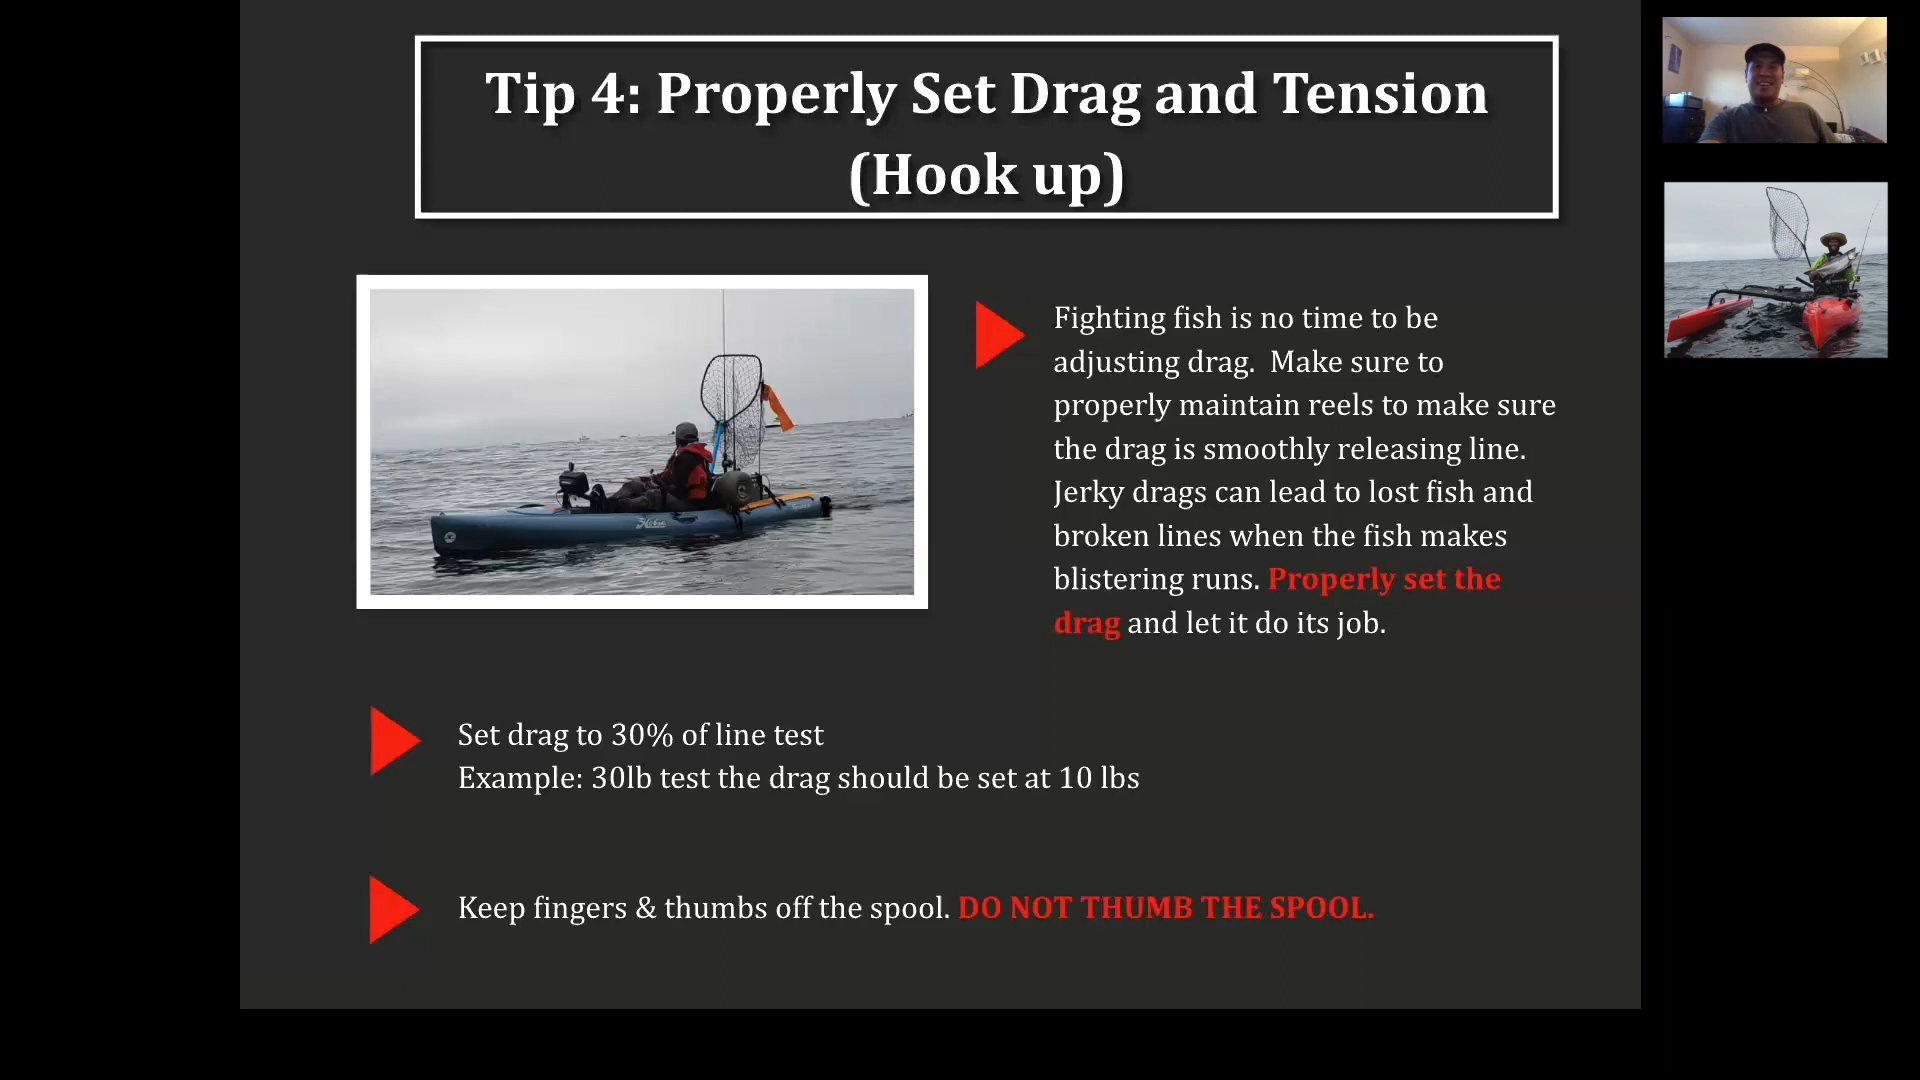 Tip 4: Properly Set Drag and Tension
(Hook up)
Fighting fish is no time to be
adjusting drag.  Make sure to
properly maintain reels to make sure
the drag is smoothly releasing line.
Jerky drags can lead to lost fish and
broken lines when the fish makes
blistering runs. Properly set the
drag and let it do its job.
Hobie
Set drag to 30% of line test
Example: 30lb test the drag should be set at 10 lbs
Keep fingers & thumbs off the spool. DO NOT THUMB THE SPOOL.